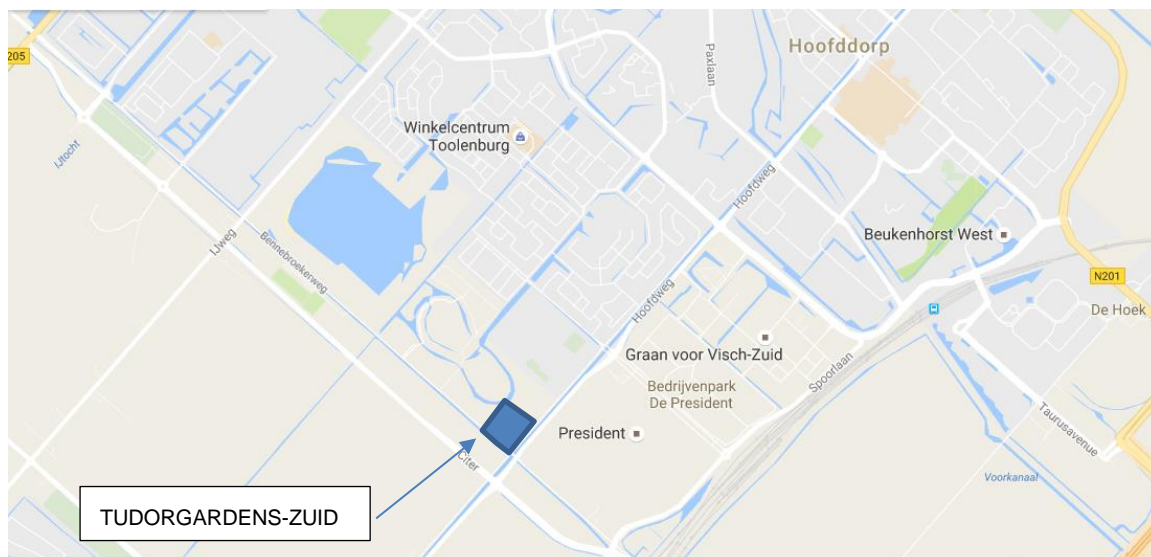 205
Hoofddorp
Paxlaan
Winkelcentrum
Toolenburg
IJtocht
Hoofdweg
Beukenhorst West
IJweg
Bennebroekerweg
N201
De Hoek
Hoofdweg
Graan voor Visch-Zuid
Spoorlaan
Bedrijvenpark
De President
President
Taurusavenue
Citer
Voorkanaal
TUDORGARDENS-ZUID